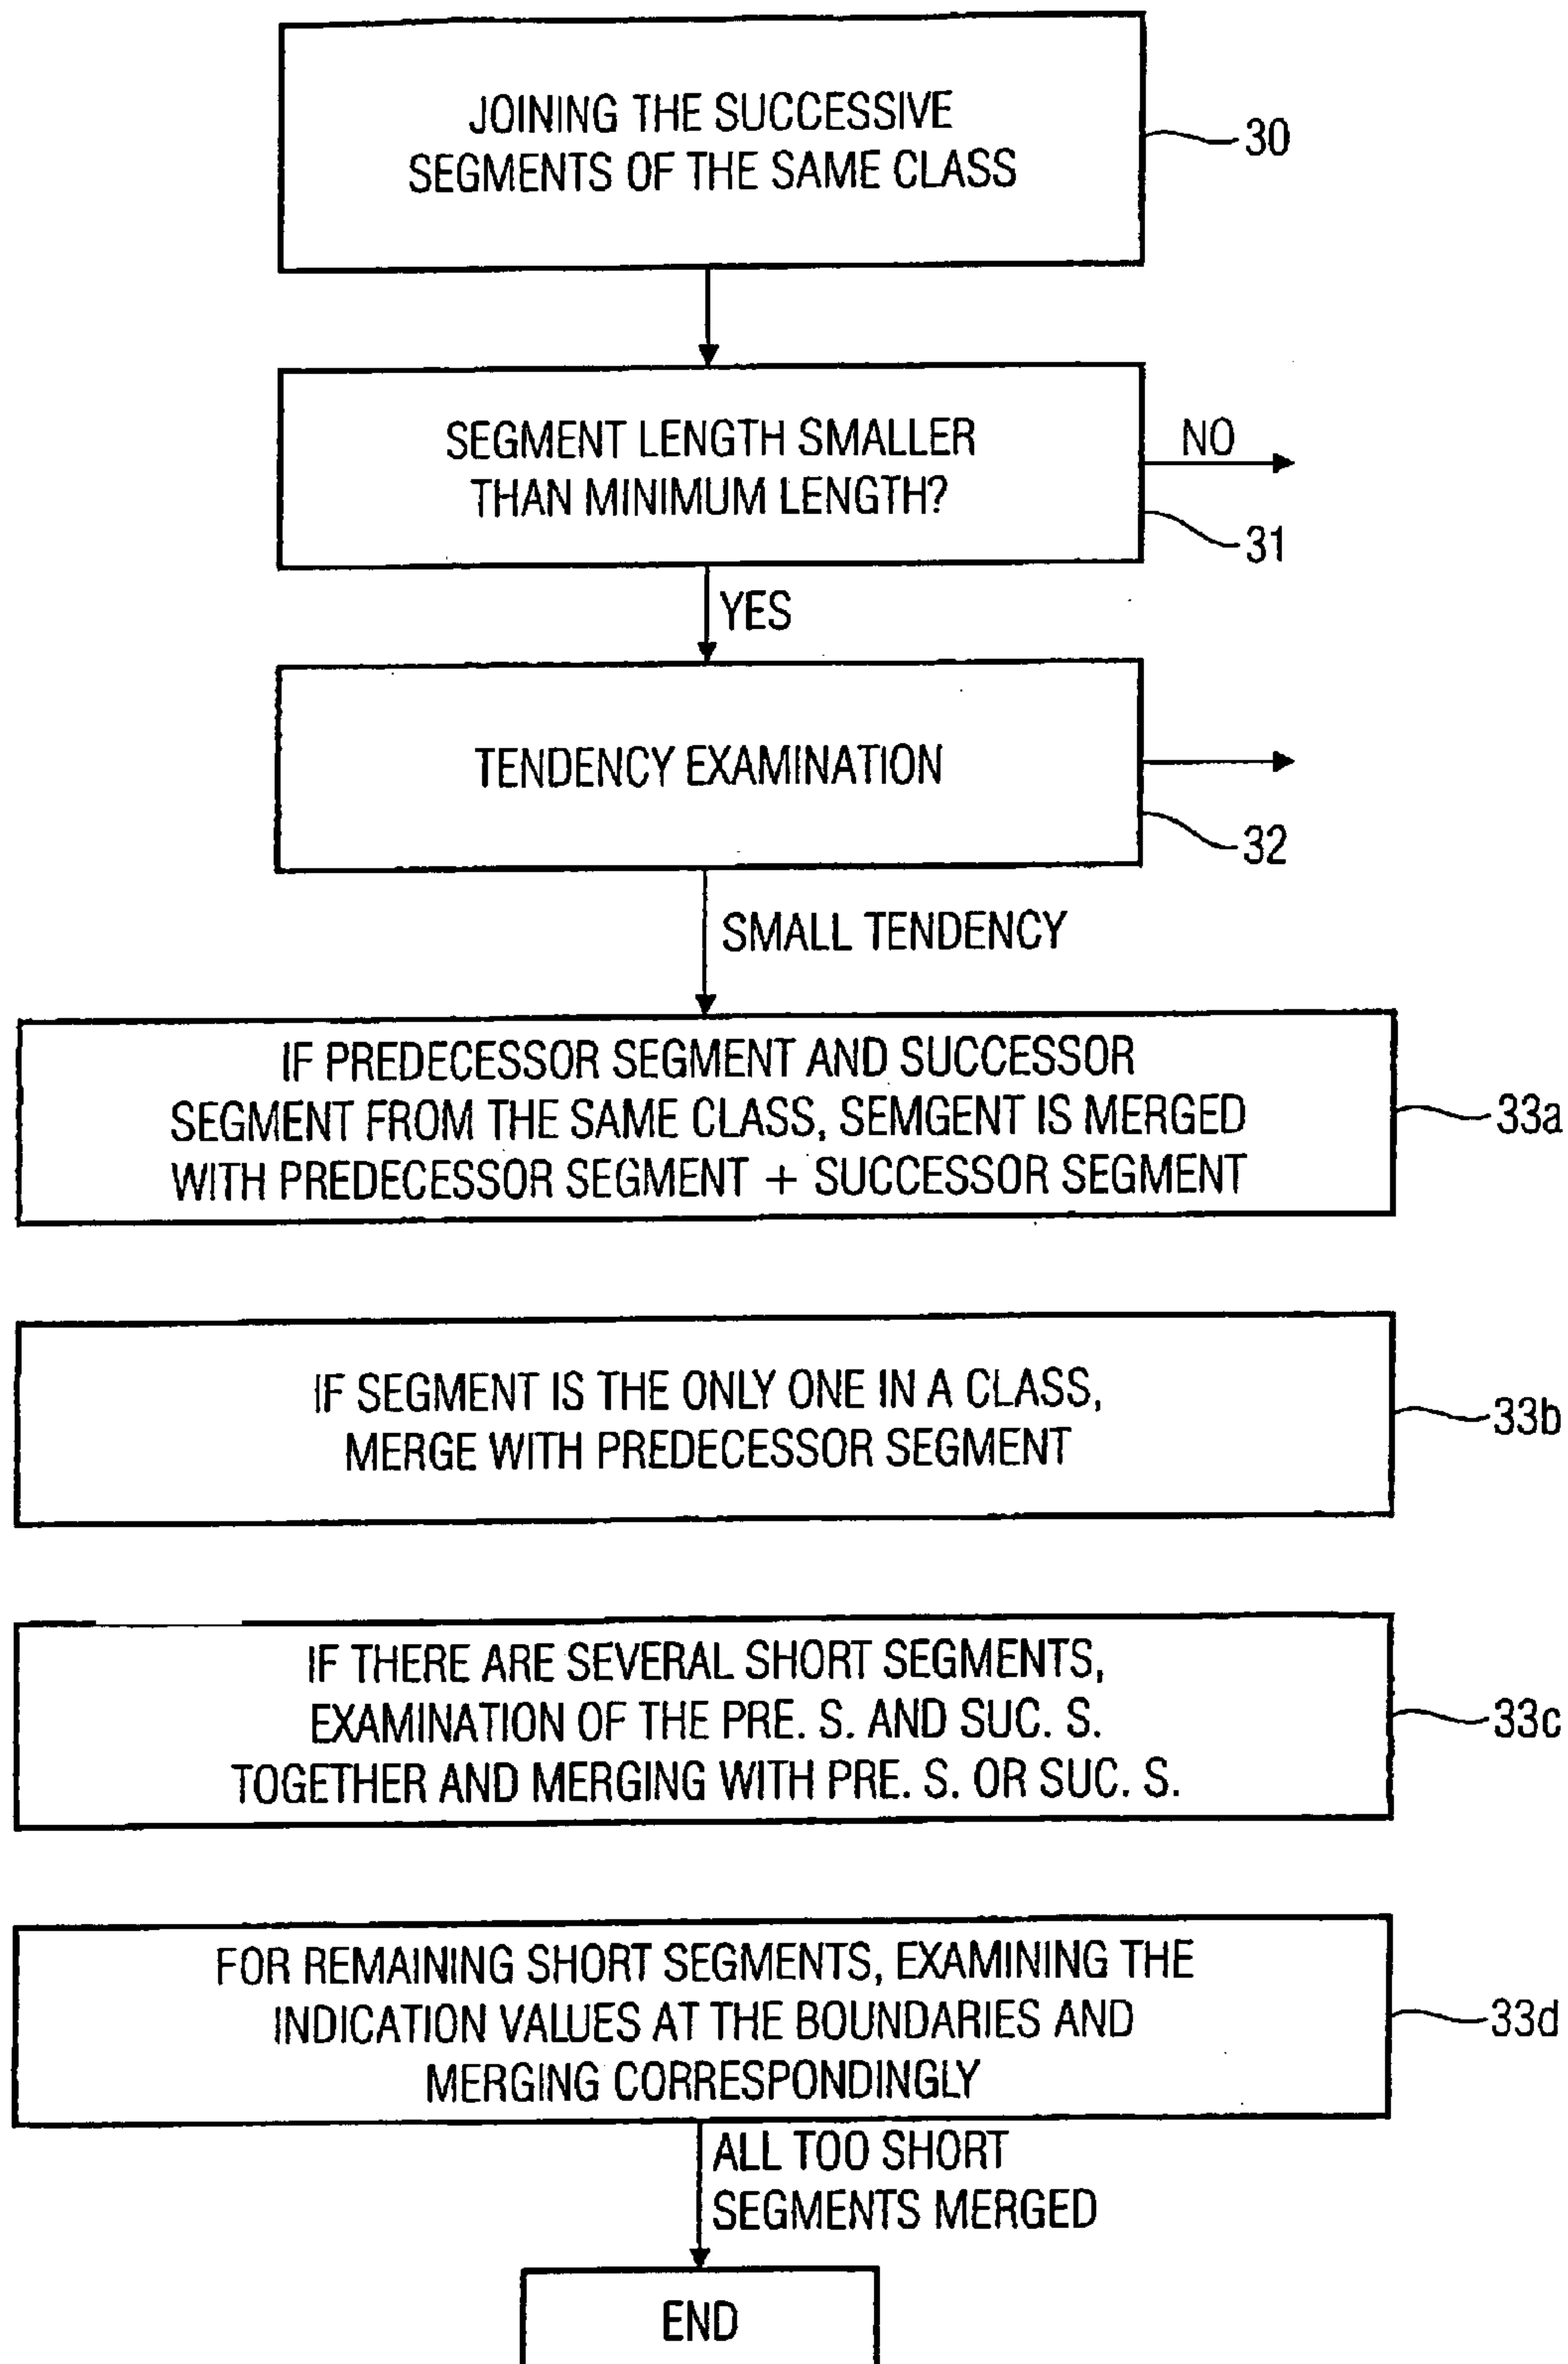 JOINING THE SUCCESSIVE
SEGMENTS OF THE SAME CLASS
30
SEGMENT LENGTH SMALLER
THAN MINIMUM LENGTH?
NO
31
YES
TENDENCY EXAMINATION
32
SMALL TENDENCY
IF PREDECESSOR SEGMENT AND SUCCESSOR
SEGMENT FROM THE SAME CLASS, SEMGENT IS MERGED
WITH PREDECESSOR SEGMENT + SUCCESSOR SEGMENT
33a
IF SEGMENT IS THE ONLY ONE IN A CLASS,
MERGE WITH PREDECESSOR SEGMENT
33b
IF THERE ARE SEVERAL SHORT SEGMENTS,
EXAMINATION OF THE PRE. S. AND SUC. S.
TOGETHER AND MERGING WITH PRE. S. OR SUC. S.
33c
FOR REMAINING SHORT SEGMENTS, EXAMINING THE
INDICATION VALUES AT THE BOUNDARIES AND
MERGING CORRESPONDINGLY
33d
ALL TOO SHORT
SEGMENTS MERGED
END